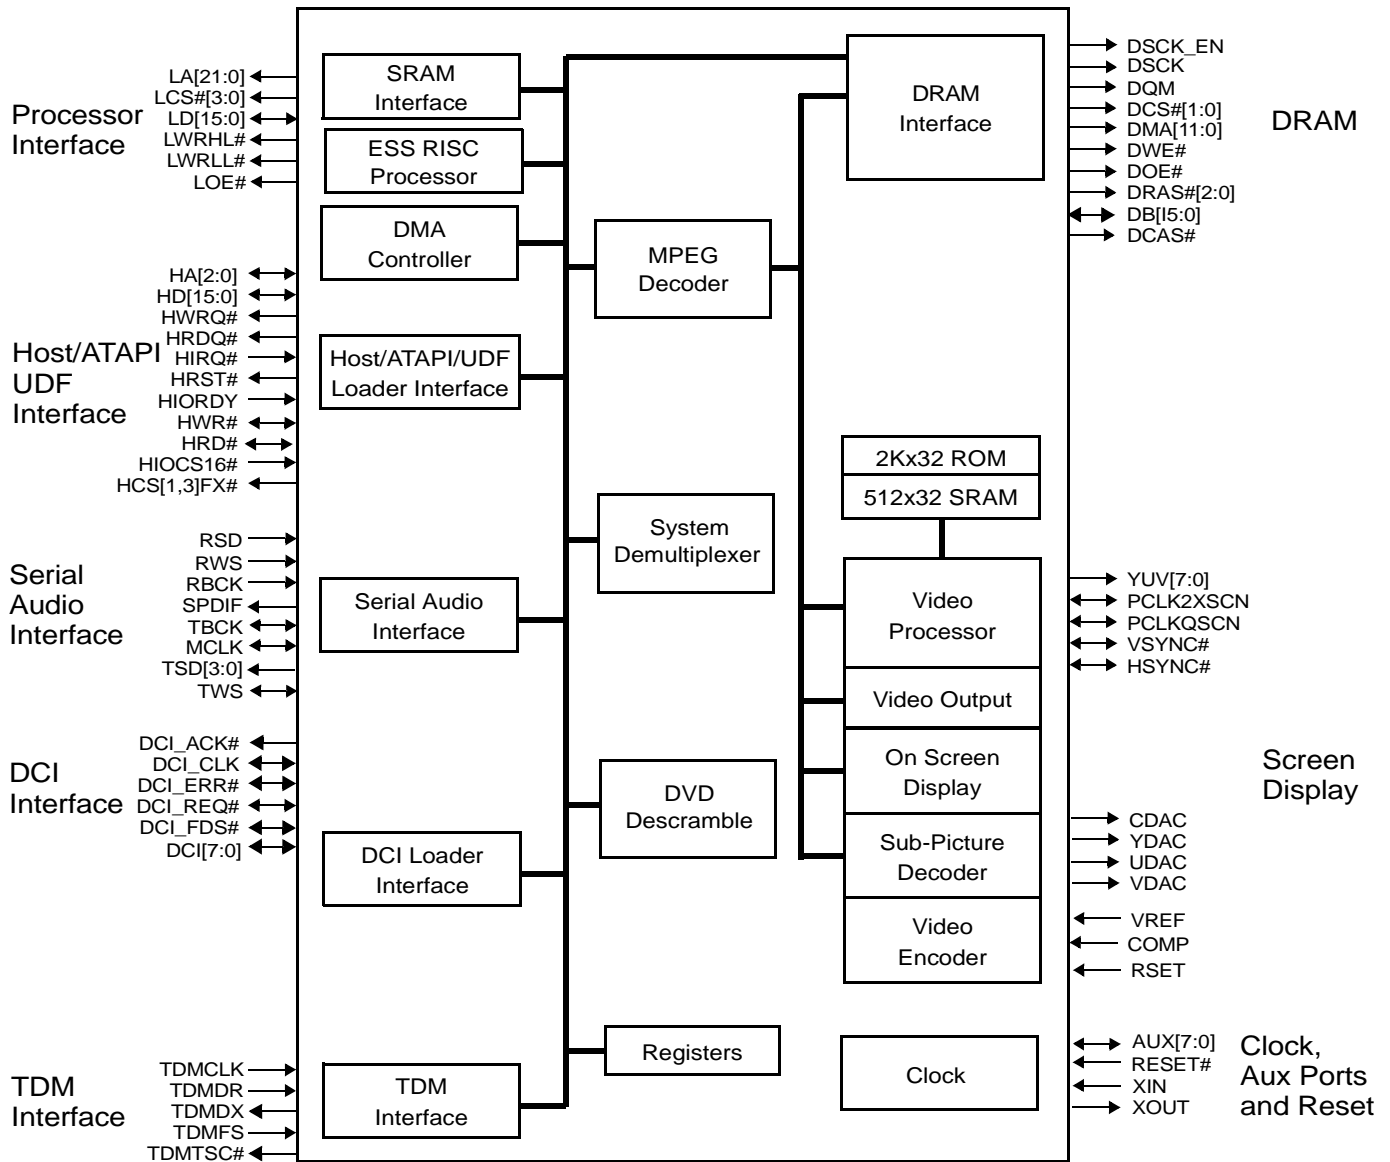 Processor
Interface
LA[21:0]
LCS#[3:0]
LD[15:0]
LWRHL#
LWRLL#
LOE#
Host/ATAPI
UDF
Interface
HA[2:0]
HD[15:0]
HWRQ#
HRDQ#
HIRQ#
HRST#
HIORDY
HWR#
HRD#
HIOCS16#
HCS[1,3]FX#
Serial
Audio
Interface
RSD
RWS
RBCK
SPDIF
TBCK
MCLK
TSD[3:0]
TWS
DCI
Interface
DCI_ACK#
DCI_CLK
DCI_ERR#
DCI_REQ#
DCI_FDS#
DCI[7:0]
TDM
Interface
TDMCLK
TDMDR
TDMDX
TDMFS
TDMTSC#
SRAM
Interface
ESS RISC
Processor
DMA
Controller
Host/ATAPI/UDF
Loader Interface
Serial Audio
Interface
DCI Loader
Interface
TDM
Interface
MPEG
Decoder
System
Demultiplexer
DVD
Descramble
Registers
DRAM
Interface
2Kx32 ROM
512x32 SRAM
Video
Processor
Video Output
On Screen
Display
Sub-Picture
Decoder
Video
Encoder
Clock
DSCK_EN
DSCK
DQM
DCS#[1:0]
DMA[11:0]
DWE#
DOE#
DRAS#[2:0]
DB[I5:0]
DCAS#
DRAM
YUV[7:0]
PCLK2XSCN
PCLKQSCN
VSYNC#
HSYNC#
CDAC
YDAC
UDAC
VDAC
VREF
COMP
RSET
Screen
Display
AUX[7:0]
RESET#
XIN
XOUT
Clock,
Aux Ports
and Reset